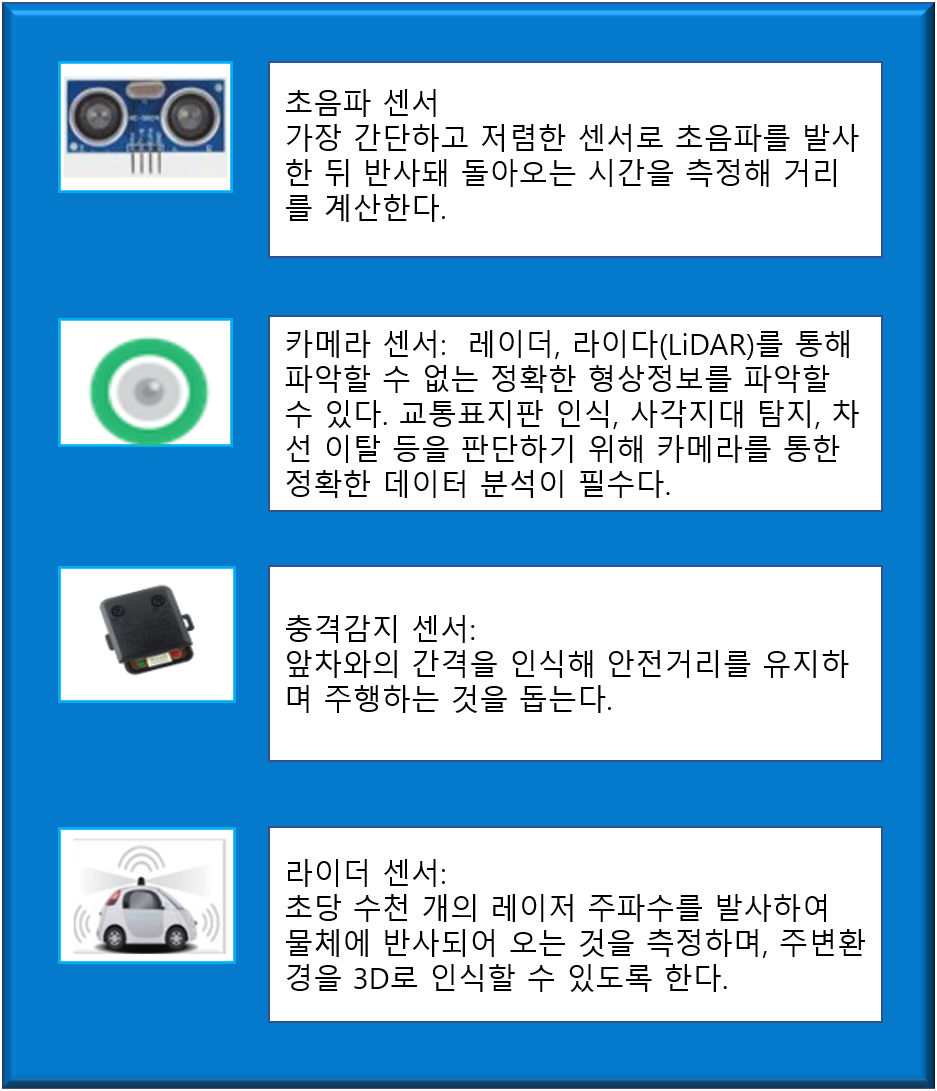 초음파 센서
가장 간단하고 저렴한 센서로 초음파를 발사
한 뒤 반사돼 돌아오는 시간을 측정해 거리
를 계산한다.
카메라 센서:  레이더, 라이다(LiDAR)를 통해
파악할 수 없는 정확한 형상정보를 파악할
수 있다. 교통표지판 인식, 사각지대 탐지, 차
선 이탈 등을 판단하기 위해 카메라를 통한
정확한 데이터 분석이 필수다.
충격감지 센서:
앞차와의 간격을 인식해 안전거리를 유지하
며 주행하는 것을 돕는다.
라이더 센서:
초당 수천 개의 레이저 주파수를 발사하여
물체에 반사되어 오는 것을 측정하며, 주변환
경을 3D로 인식할 수 있도록 한다.